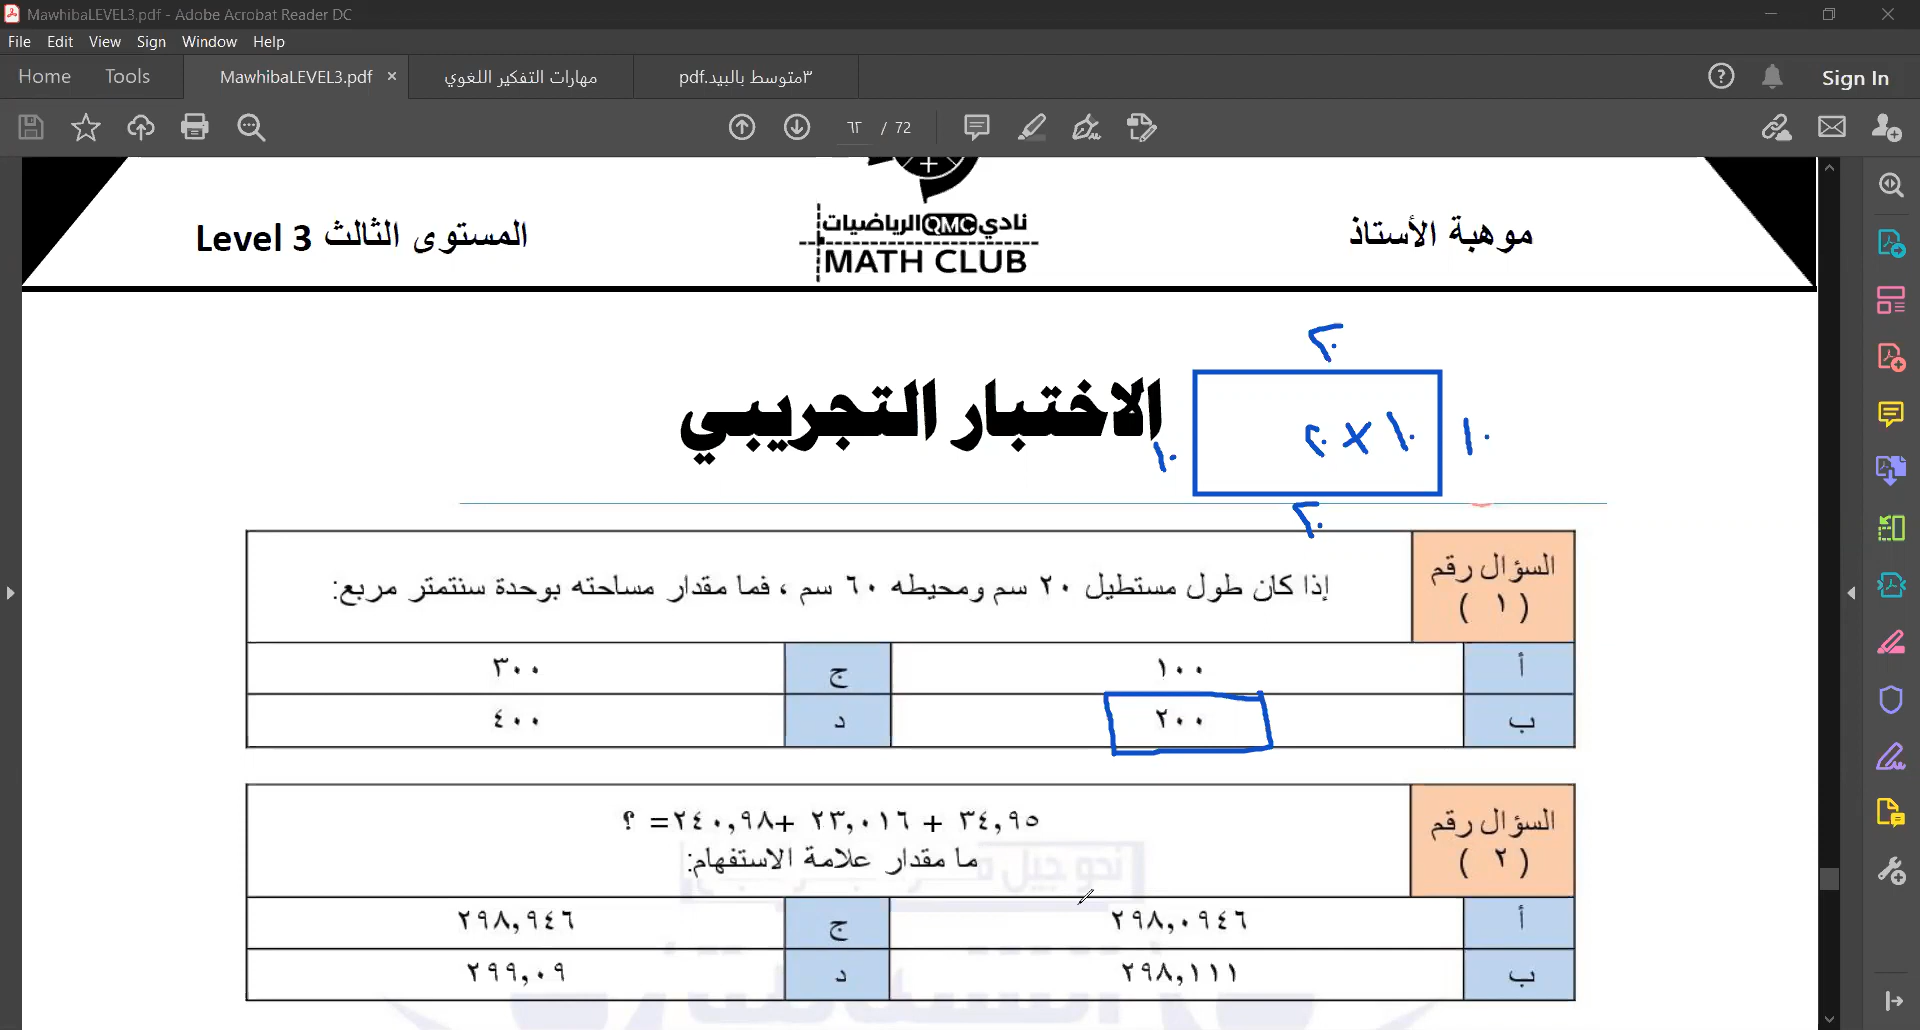 MawhibaLEVEL3.pdf - Adobe Acrobat Reader DC
File Edit View Sign Window Help
Home Tools MawhibaLEVEL3.pdf × مهارات التفكير اللغوي ٣متوسط بالبيد.pdf Sign In
٦٢ / 72
موهبة الأستاذ
نادي QMC الرياضيات
MATH CLUB
المستوى الثالث Level 3
الاختبار التجريبي
٢٠
١٠
٢٠ × ١٠
١٠
٢٠
السؤال رقم
( ١ )
إذا كان طول مستطيل ٢٠ سم ومحيطه ٦٠ سم ، فما مقدار مساحته بوحدة سنتمتر مربع:
أ ١٠٠ ج ٣٠٠
ب ٢٠٠ د ٤٠٠
السؤال رقم
( ٢ )
٣٤,٩٥ + ٢٣,٠١٦ +٢٤٠,٩٨= ؟
ما مقدار علامة الاستفهام:
أ ٢٩٨,٠٩٤٦ ج ٢٩٨,٩٤٦
ب ٢٩٨,١١١ د ٢٩٩,٠٩